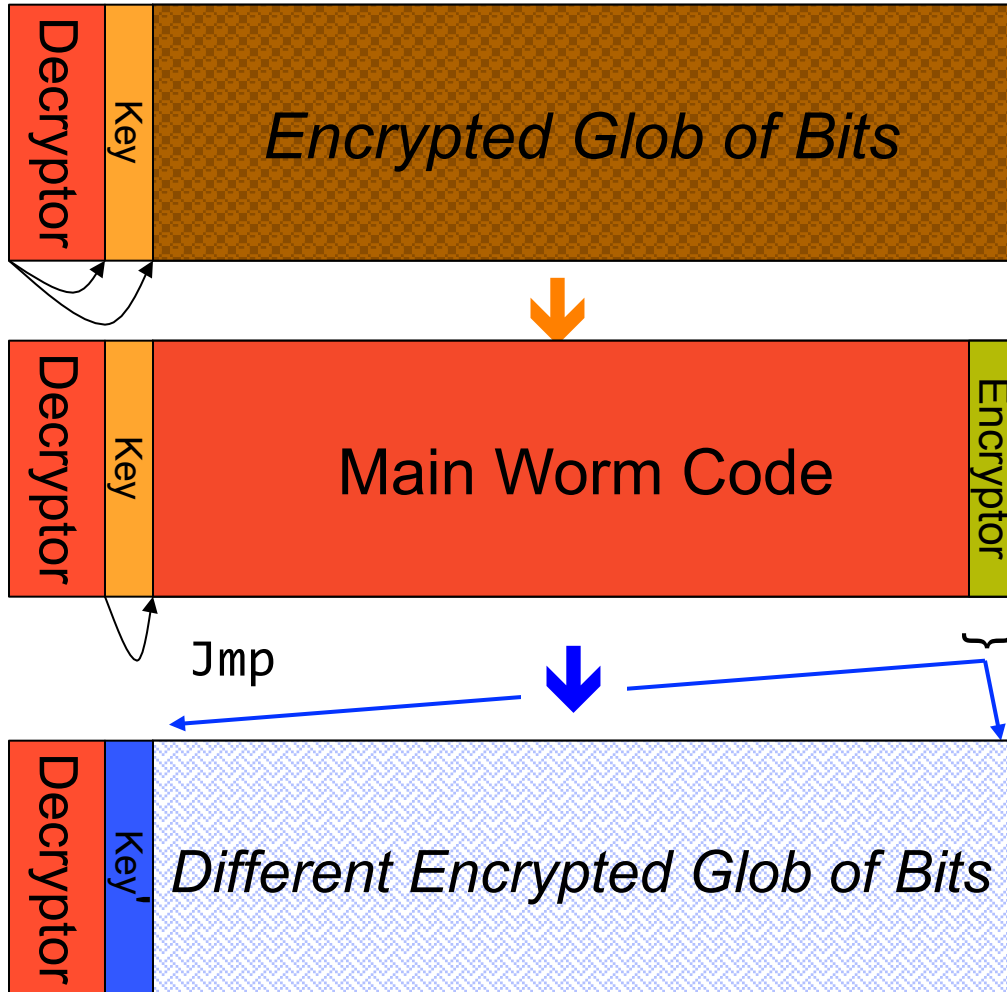 Decryptor
Key
Encrypted Glob of Bits
Decryptor
Key
Main Worm Code
Encryptor
Jmp
{
Decryptor
Key'
Different Encrypted Glob of Bits